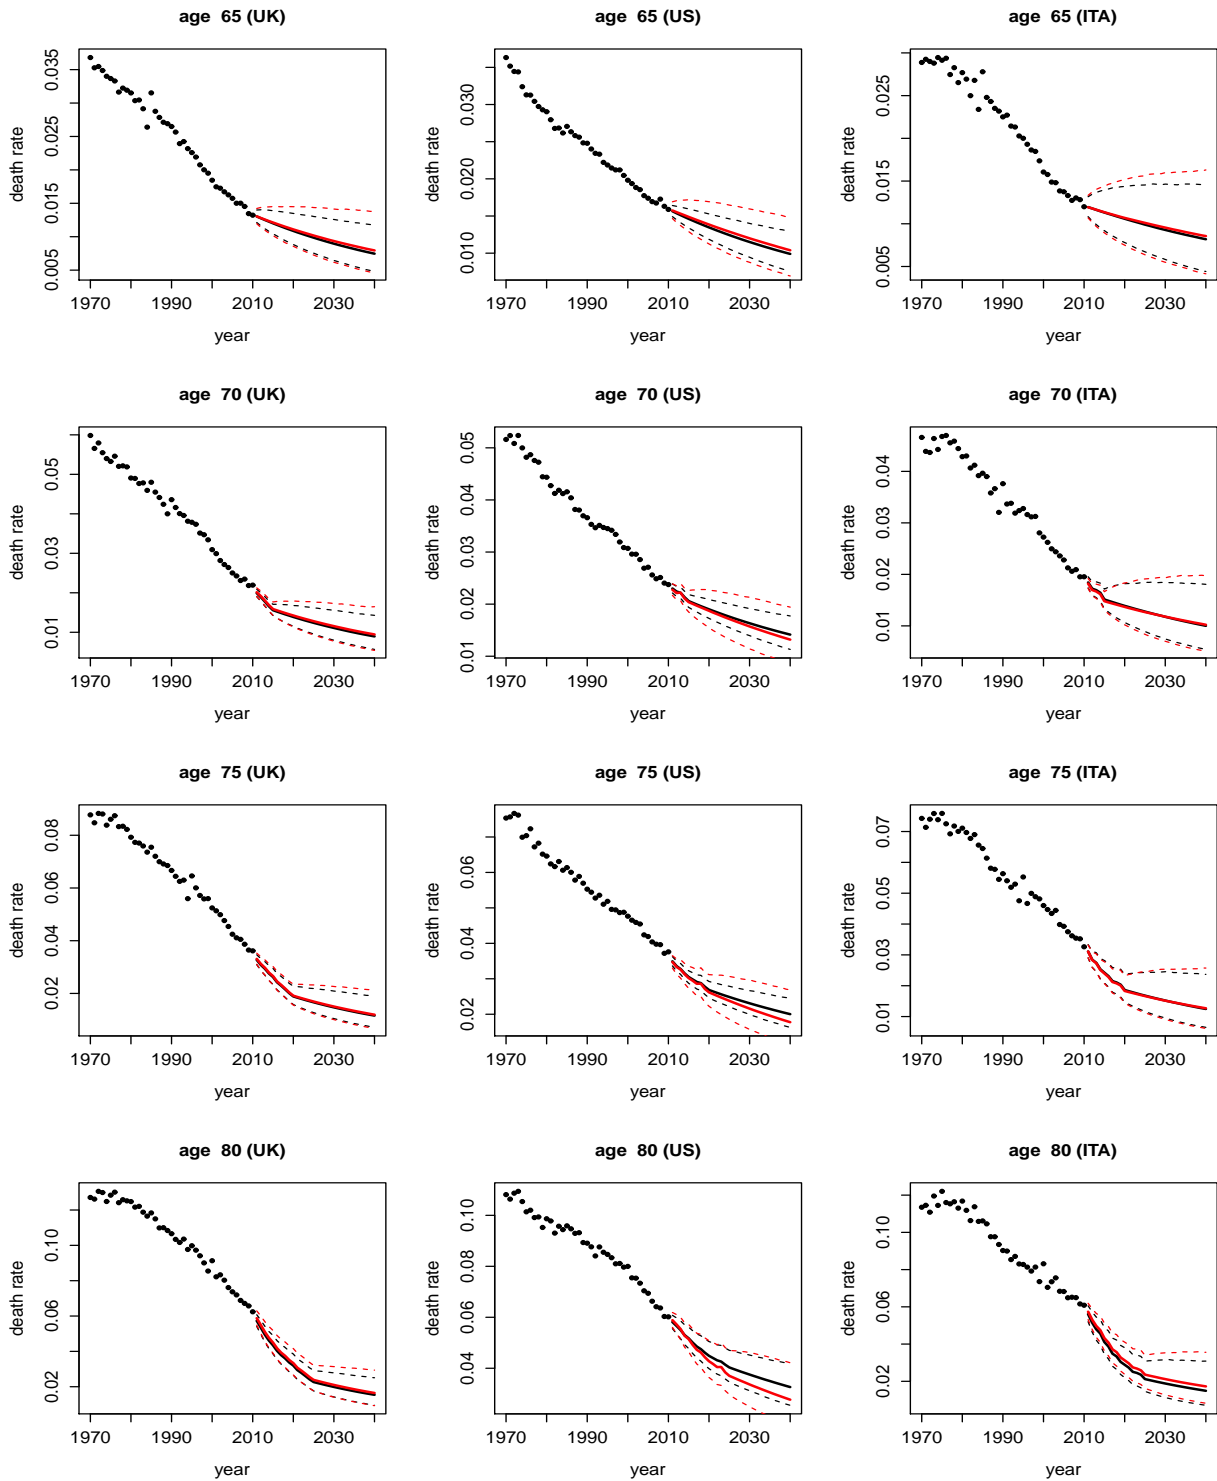 age 65 (UK)
age 65 (US)
age 65 (ITA)
death rate
0.005 0.015 0.025 0.035
1970 1990 2010 2030
year
death rate
0.010 0.020 0.030
1970 1990 2010 2030
year
death rate
0.005 0.015 0.025
1970 1990 2010 2030
year
age 70 (UK)
age 70 (US)
age 70 (ITA)
death rate
0.01 0.03 0.05
1970 1990 2010 2030
year
death rate
0.01 0.02 0.03 0.04 0.05
1970 1990 2010 2030
year
death rate
0.01 0.02 0.03 0.04
1970 1990 2010 2030
year
age 75 (UK)
age 75 (US)
age 75 (ITA)
death rate
0.02 0.04 0.06 0.08
1970 1990 2010 2030
year
death rate
0.02 0.04 0.06
1970 1990 2010 2030
year
death rate
0.01 0.03 0.05 0.07
1970 1990 2010 2030
year
age 80 (UK)
age 80 (US)
age 80 (ITA)
death rate
0.02 0.06 0.10
1970 1990 2010 2030
year
death rate
0.04 0.06 0.08 0.10
1970 1990 2010 2030
year
death rate
0.02 0.06 0.10
1970 1990 2010 2030
year